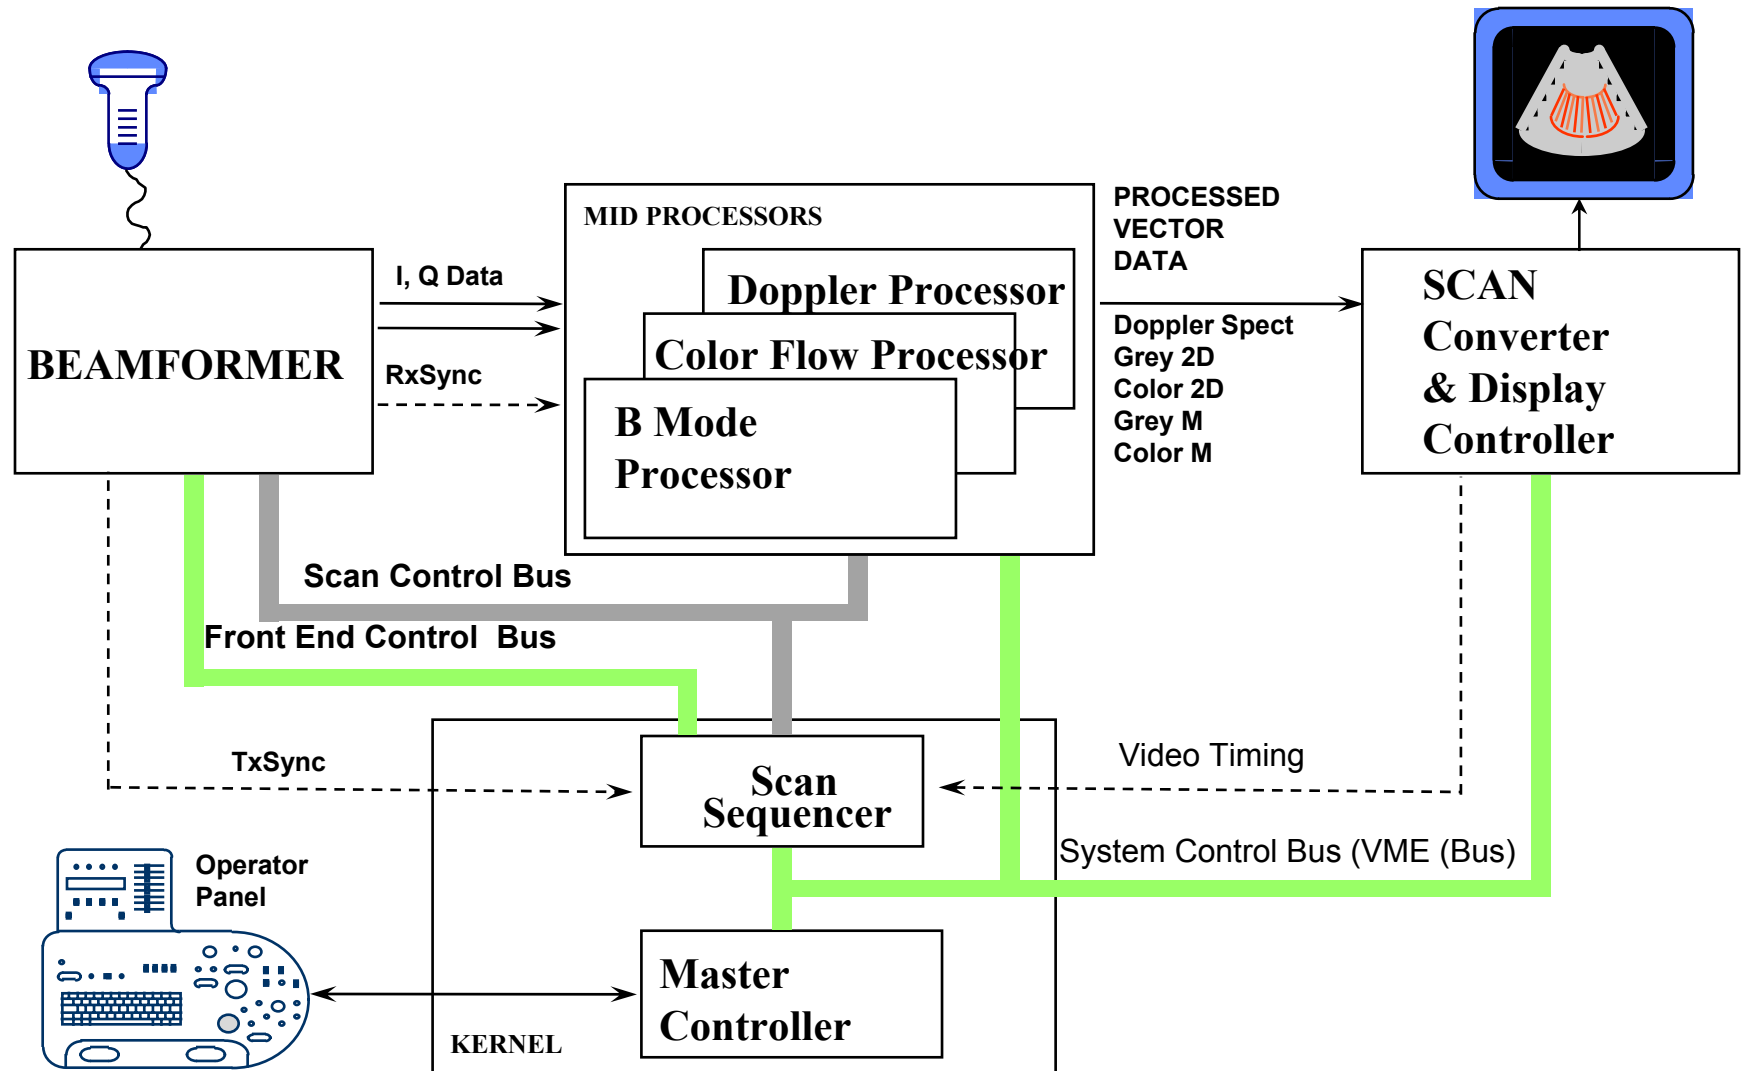 MID PROCESSORS
PROCESSED
VECTOR
DATA
I, Q Data
Doppler Processor
SCAN
Converter
& Display
Controller
Doppler Spect
Grey 2D
Color 2D
Grey M
Color M
BEAMFORMER
Color Flow Processor
RxSync
B Mode
Processor
Scan Control Bus
Front End Control  Bus
TxSync
Scan
Sequencer
Video Timing
System Control Bus (VME (Bus)
Operator
Panel
Master
Controller
KERNEL